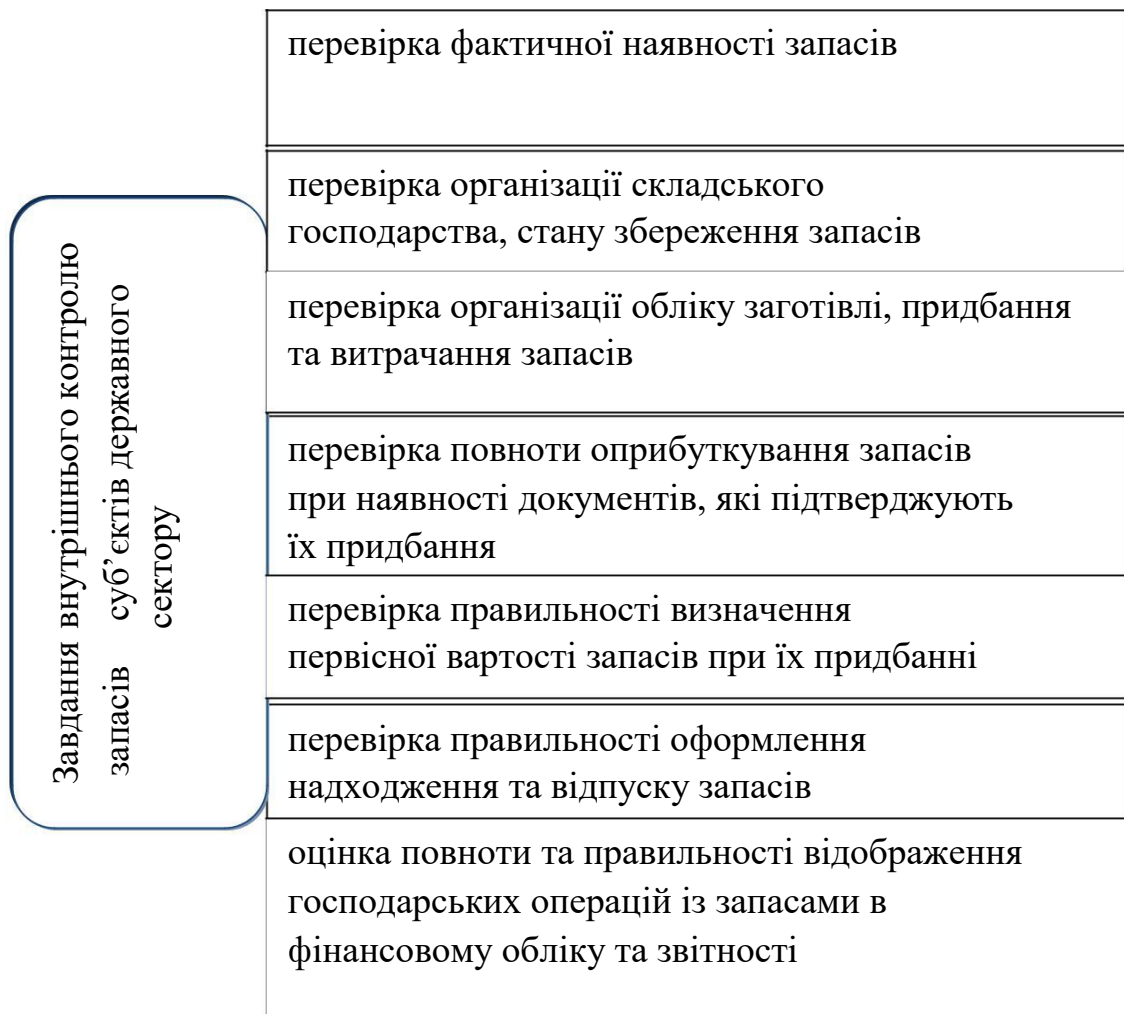 Завдання внутрішнього контролю
запасів суб’єктів державного
сектору
перевірка фактичної наявності запасів
перевірка організації складського
господарства, стану збереження запасів
перевірка організації обліку заготівлі, придбання
та витрачання запасів
перевірка повноти оприбуткування запасів
при наявності документів, які підтверджують
їх придбання
перевірка правильності визначення
первісної вартості запасів при їх придбанні
перевірка правильності оформлення
надходження та відпуску запасів
оцінка повноти та правильності відображення
господарських операцій із запасами в
фінансовому обліку та звітності